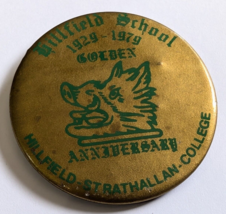 Hillfield School
1929-1979
GOLDEN
ANNIVERSARY
HILLFIELD-STRATHALLAN-COLLEGE